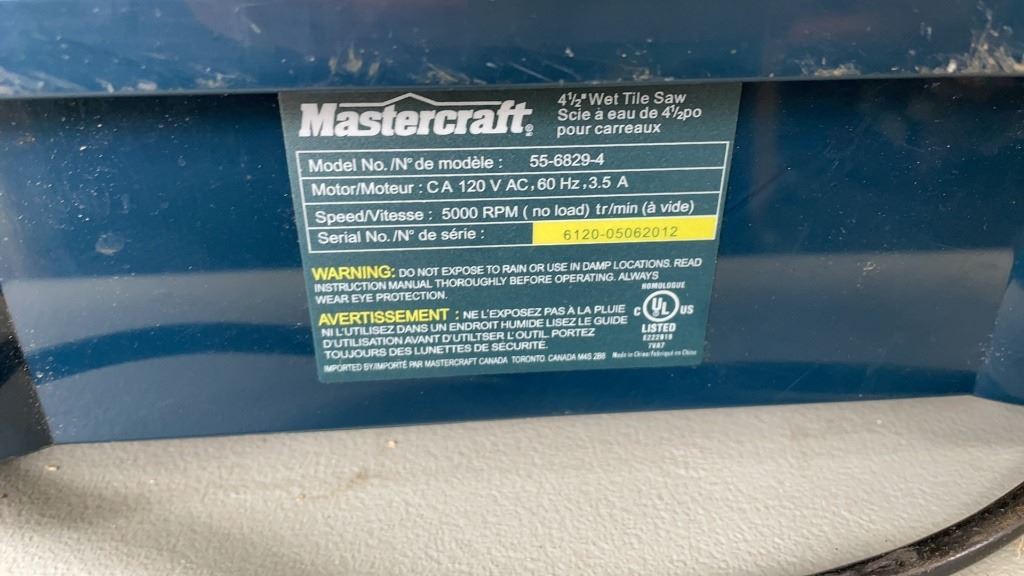 Mastercraft®
4½" Wet Tile Saw
Scie à eau de 4½po
pour carreaux
Model No. /N° de modèle : 55-6829-4
Motor/Moteur : CA 120 V AC, 60 Hz, 3.5 A
Speed/Vitesse : 5000 RPM ( no load) tr/min (à vide)
Serial No. /N° de série : 6120-05062012
WARNING: DO NOT EXPOSE TO RAIN OR USE IN DAMP LOCATIONS. READ
INSTRUCTION MANUAL THOROUGHLY BEFORE OPERATING. ALWAYS
WEAR EYE PROTECTION.
AVERTISSEMENT : NE L'EXPOSEZ PAS À LA PLUIE
NI L'UTILISEZ DANS UN ENDROIT HUMIDE LISEZ LE GUIDE
D'UTILISATION AVANT D'UTILTSER L'OUTIL PORTEZ
TOUJOURS DES LUNETTES DE SÉCURITÉ.
HOMOLOGUE
C UL US
LISTED
E222919
7VA7
IMPORTED BY/IMPORTÉ PAR MASTERCRAFT CANADA TORONTO. CANADA M4S 2B8 Made in China/Fabriqué en Chine